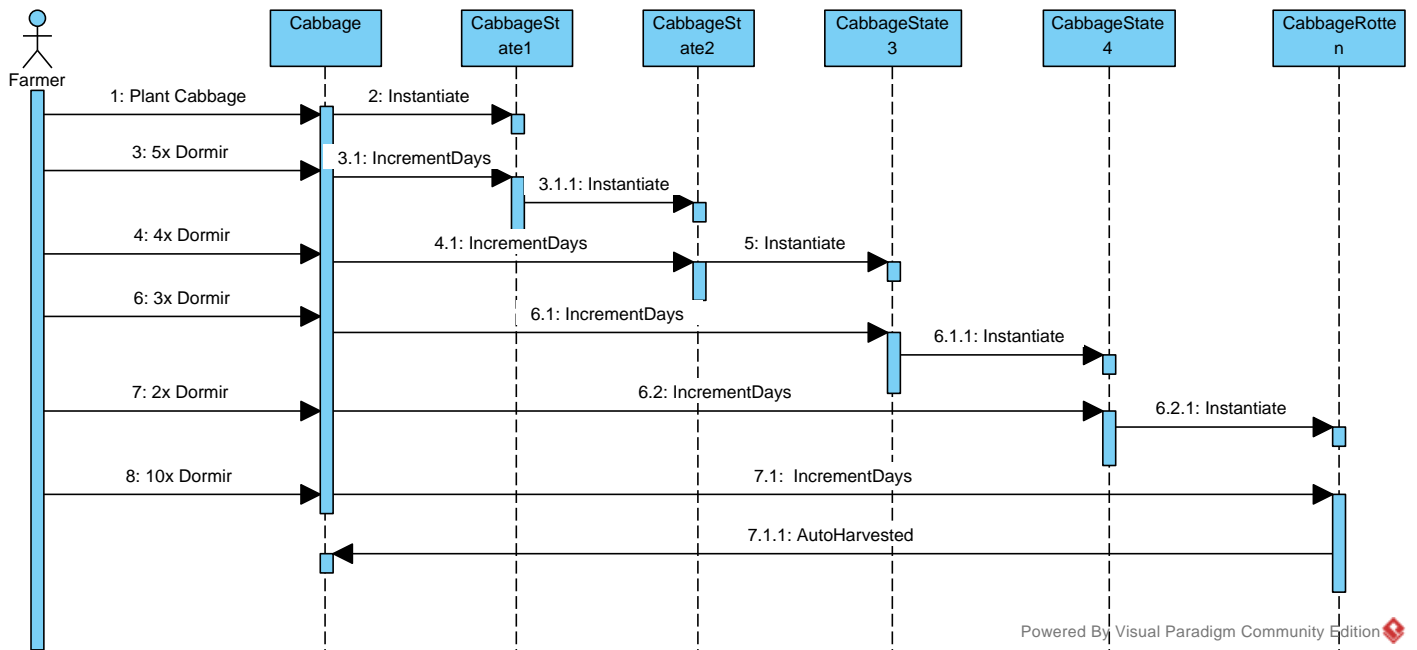 Farmer
Cabbage
CabbageSt
ate1
CabbageSt
ate2
CabbageState
3
CabbageState
4
CabbageRotte
n
1: Plant Cabbage
2: Instantiate
3: 5x Dormir
3.1: IncrementDays
3.1.1: Instantiate
4: 4x Dormir
4.1: IncrementDays
5: Instantiate
6: 3x Dormir
6.1: IncrementDays
6.1.1: Instantiate
7: 2x Dormir
6.2: IncrementDays
6.2.1: Instantiate
8: 10x Dormir
7.1: IncrementDays
7.1.1: AutoHarvested
Powered By Visual Paradigm Community Edition